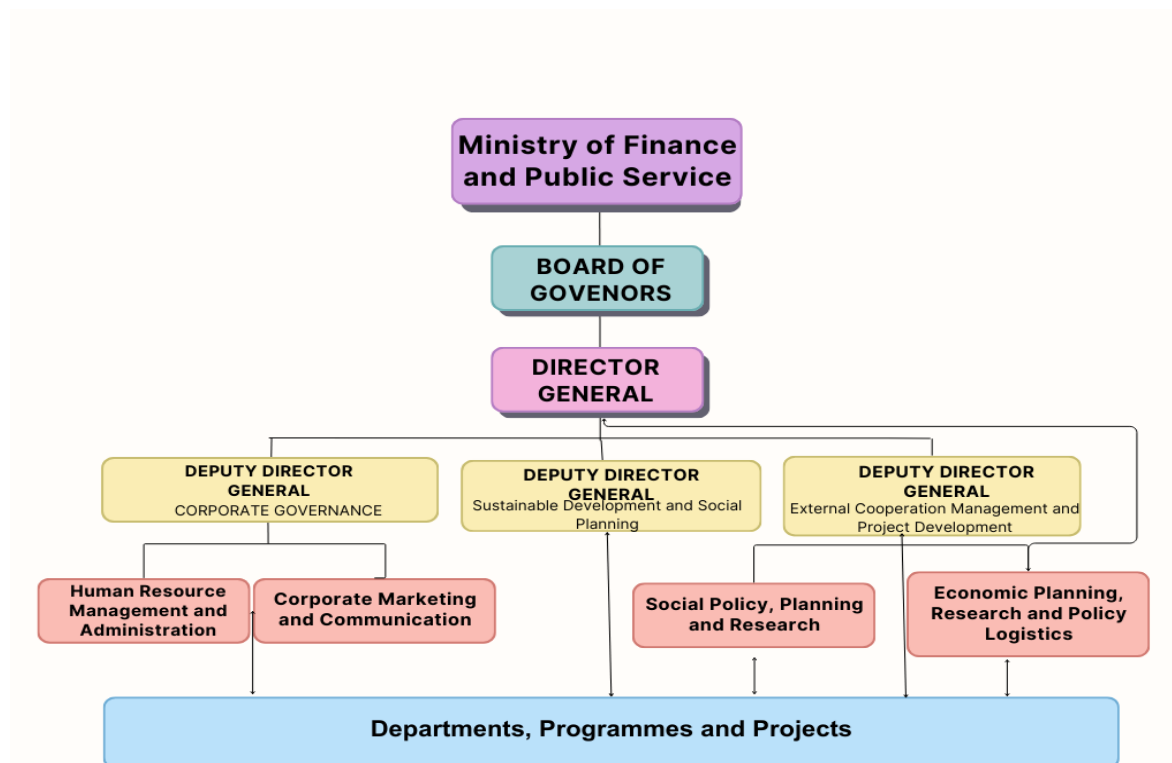 Ministry of Finance
and Public Service
BOARD OF
GOVENORS
DIRECTOR
GENERAL
DEPUTY DIRECTOR
GENERAL
CORPORATE GOVERNANCE
DEPUTY DIRECTOR
GENERAL
Sustainable Development and Social
Planning
DEPUTY DIRECTOR
GENERAL
External Cooperation Management and
Project Development
Human Resource
Management and
Administration
Corporate Marketing
and Communication
Social Policy, Planning
and Research
Economic Planning,
Research and Policy
Logistics
Departments, Programmes and Projects